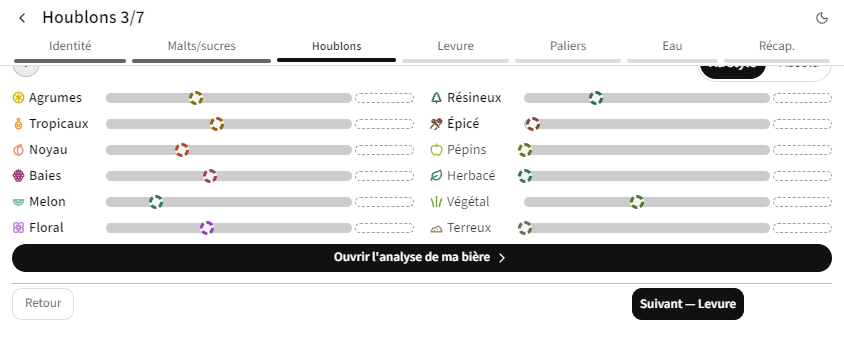 Houblons 3/7
Identité
Malts/sucres
Houblons
Levure
Paliers
Eau
Récap.
Agrumes
Résineux
Tropicaux
Épicé
Noyau
Pépins
Baies
Herbacé
Melon
Végétal
Floral
Terreux
Ouvrir l'analyse de ma bière
Retour
Suivant — Levure